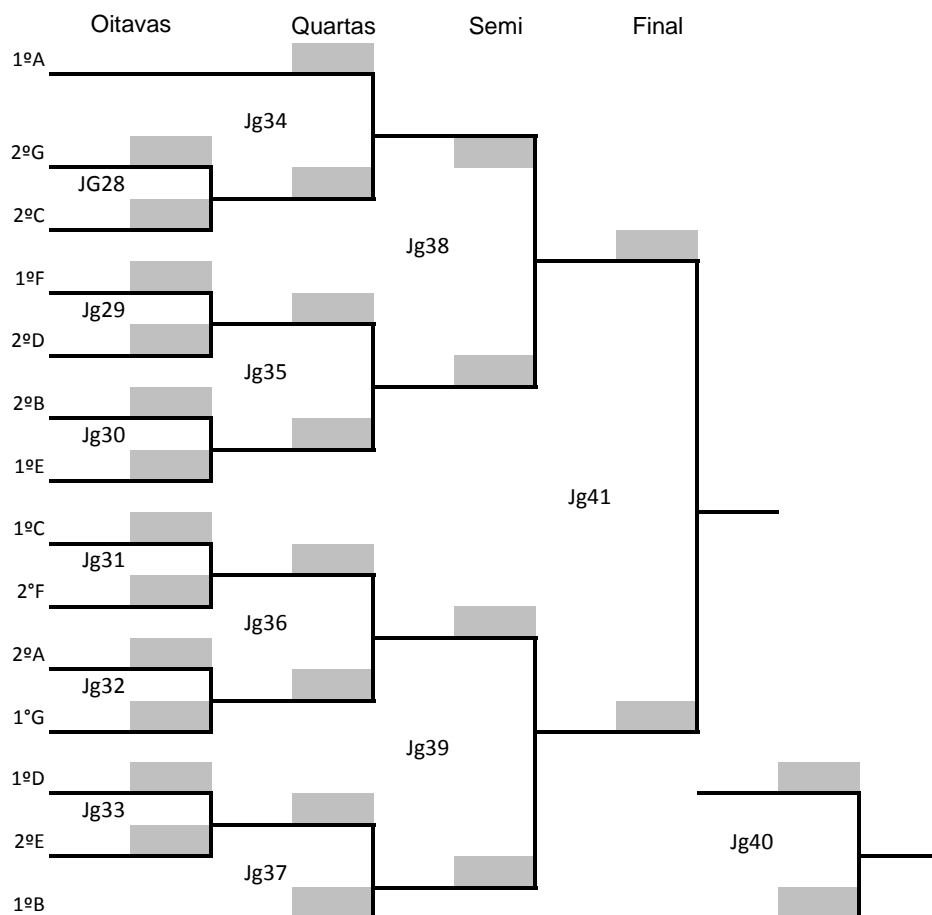 Oitavas Quartas Semi Final
1ºA
Jg34
2ºG
JG28
2ºC
Jg38
1ºF
Jg29
2ºD
Jg35
2ºB
Jg30
1ºE
Jg41
1ºC
Jg31
2°F
Jg36
2ºA
Jg32
1°G
Jg39
1ºD
Jg33
2ºE
Jg40
Jg37
1ºB